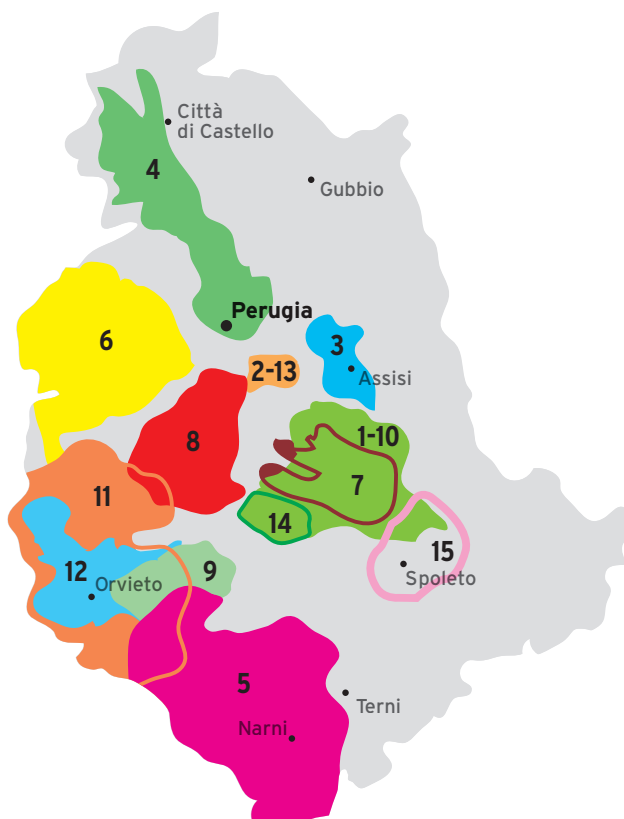 Città
di Castello
4
Gubbio
Perugia
6
3
2-13
Assisi
1-10
8
7
11
14
15
12
9
Orvieto
Spoleto
5
Terni
Narni